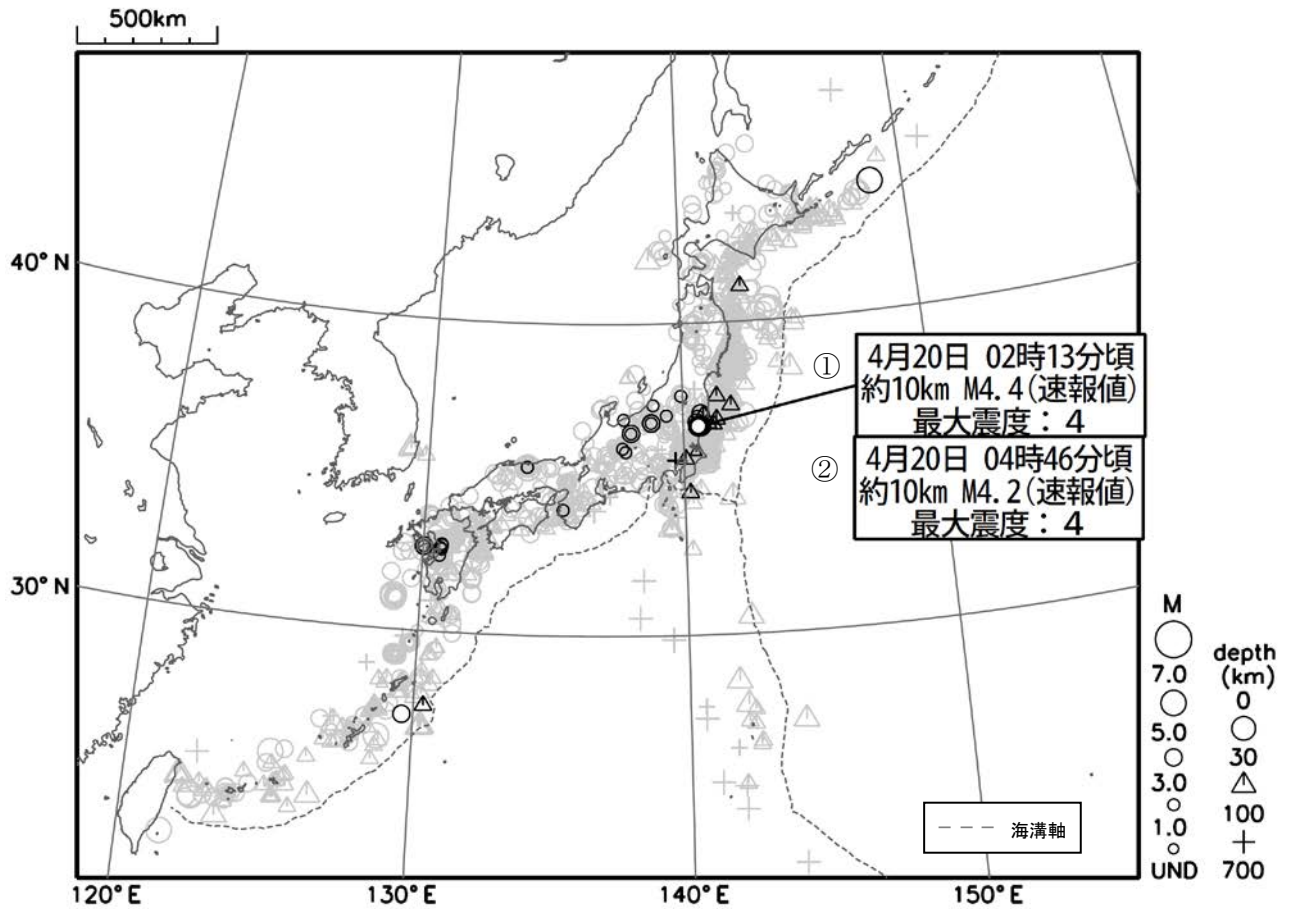 500km
40°N
30°N
120°E
130°E
140°E
150°E
①
4月20日 02時13分頃
約10km M4.4(速報値)
最大震度：4
②
4月20日 04時46分頃
約10km M4.2(速報値)
最大震度：4
海溝軸
M
7.0
5.0
3.0
1.0
UND
depth
(km)
0
30
100
700